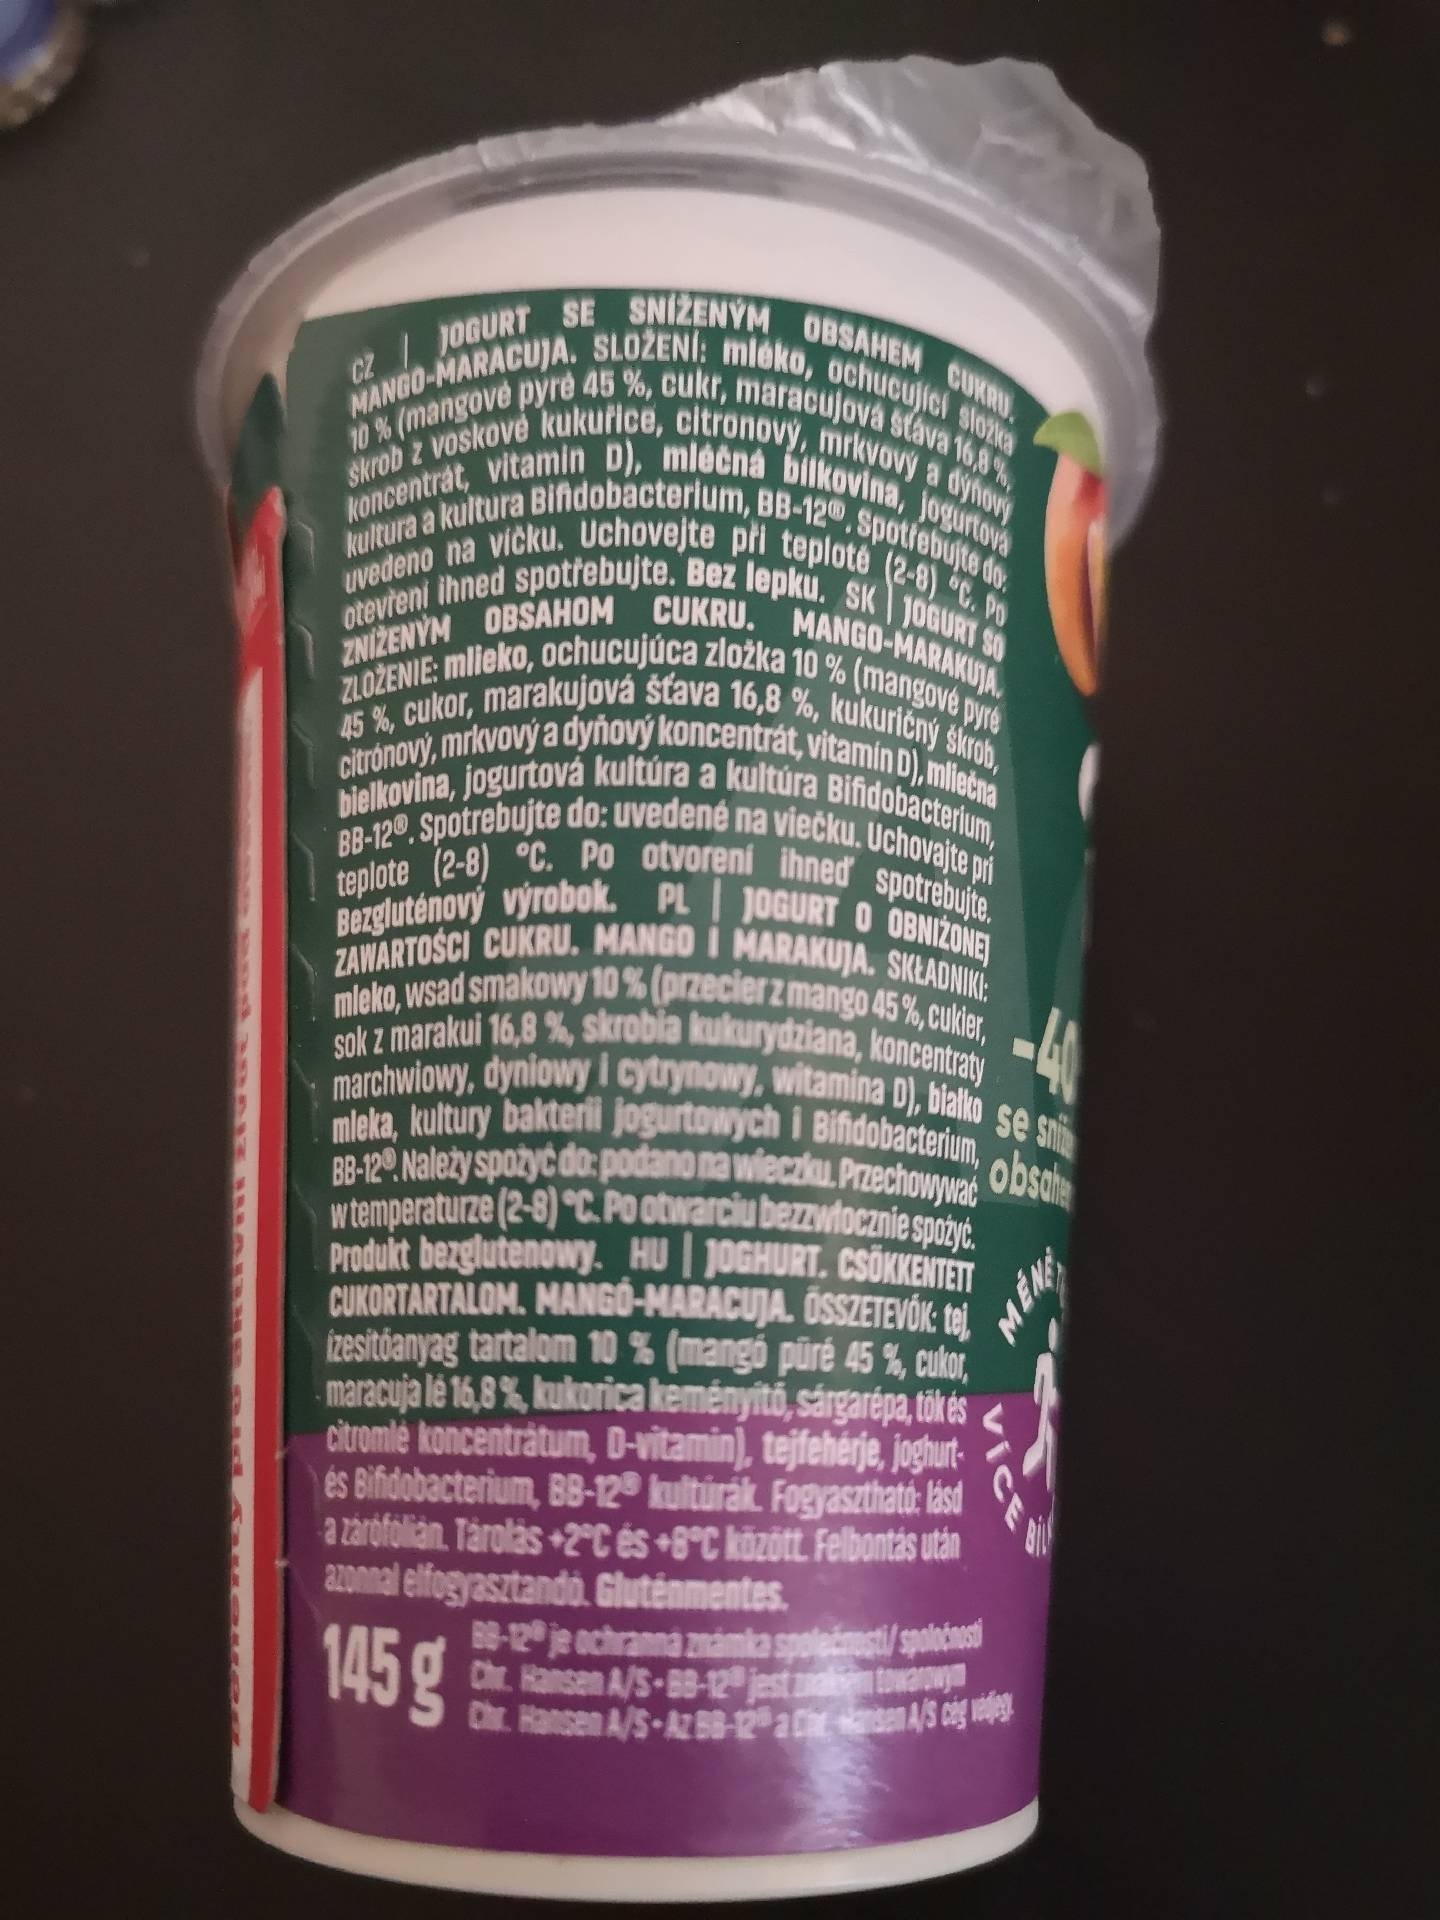 CZ | JOGURT SE SNÍŽENÝM OBSAHEM CUKRU.
MANGO-MARACUJA. SLOŽENÍ: mléko, ochucující složka
10 % (mangové pyré 45 %, cukr, maracujová šťáva 16,8 %,
škrob z voskové kukuřice, citronový, mrkvový a dýňový
koncentrát, vitamin D), mléčná bílkovina, jogurtová
kultura a kultura Bifidobacterium, BB-12®. Spotřebujte do:
uvedeno na víčku. Uchovejte při teplotě (2-8) °C. Po
otevření ihned spotřebujte. Bez lepku. SK | JOGURT SO
ZNÍŽENÝM OBSAHOM CUKRU. MANGO-MARAKUJA.
ZLOŽENIE: mlieko, ochucujúca zložka 10 % (mangové pyré
45 %, cukor, marakujová šťava 16,8 %, kukuričný škrob,
citrónový, mrkvový a dyňový koncentrát, vitamín D), mliečna
bielkovina, jogurtová kultúra a kultúra Bifidobacterium,
BB-12®. Spotrebujte do: uvedené na viečku. Uchovajte pri
teplote (2-8) °C. Po otvorení ihneď spotrebujte.
Bezgluténový výrobok. PL | JOGURT O OBNIŻONEJ
ZAWARTOŚCI CUKRU. MANGO I MARAKUJA. SKŁADNIKI:
mleko, wsad smakowy 10 % (przecier z mango 45 %, cukier,
sok z marakui 16,8 %, skrobia kukurydziana, koncentraty
marchwiowy, dyniowy i cytrynowy, witamina D), białko
mleka, kultury bakterii jogurtowych i Bifidobacterium,
BB-12®. Należy spożyć do: podano na wieczku. Przechowywać
w temperaturze (2-8) °C. Po otwarciu bezzwłocznie spożyć.
Produkt bezglutenowy. HU | JOGHURT. CSÖKKENTETT
CUKORTARTALOM. MANGÓ-MARACUJA. ÖSSZETEVŐK: tej,
ízesítőanyag tartalom 10 % (mangó püré 45 %, cukor,
maracuja lé 16,8 %, kukorica keményítő, sárgarépa, tök és
citromlé koncentrátum, D-vitamin), tejfehérje, joghurt-
és Bifidobacterium, BB-12® kultúrák. Fogyasztható: lásd
a zárófólián. Tárolás +2°C és +8°C között. Felbontás után
azonnal elfogyasztandó. Gluténmentes.
145 g
BB-12® je ochranná známka společnosti/ spoločnosti
Chr. Hansen A/S • BB-12® jest towarowym
Chr. Hansen A/S • Az BB-12® a Chr. Hansen A/S cég védjegy.
-40
se
MÉNĚ
VÍCE